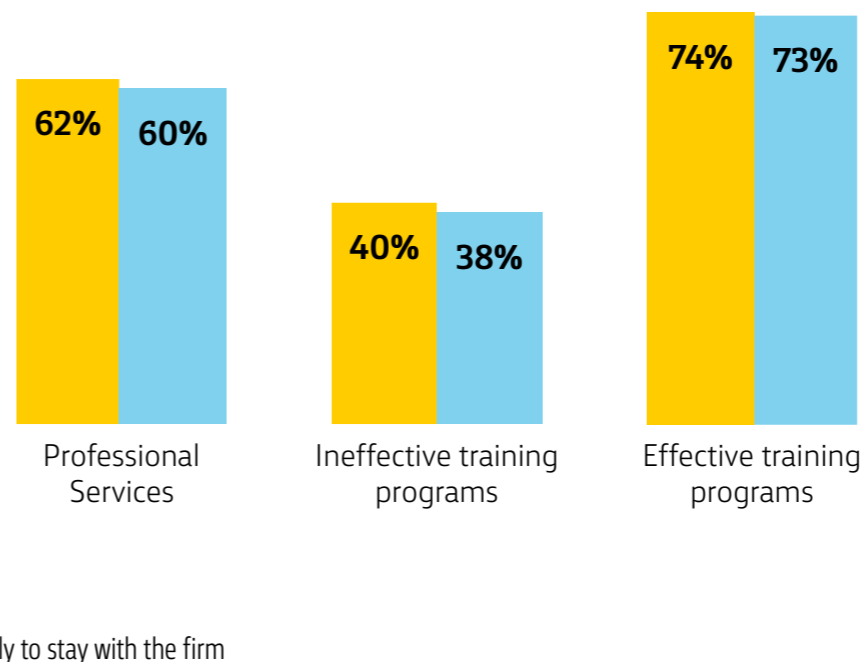 62% 60%
40% 38%
74% 73%
Professional
Services
Ineffective training
programs
Effective training
programs
to stay with the firm